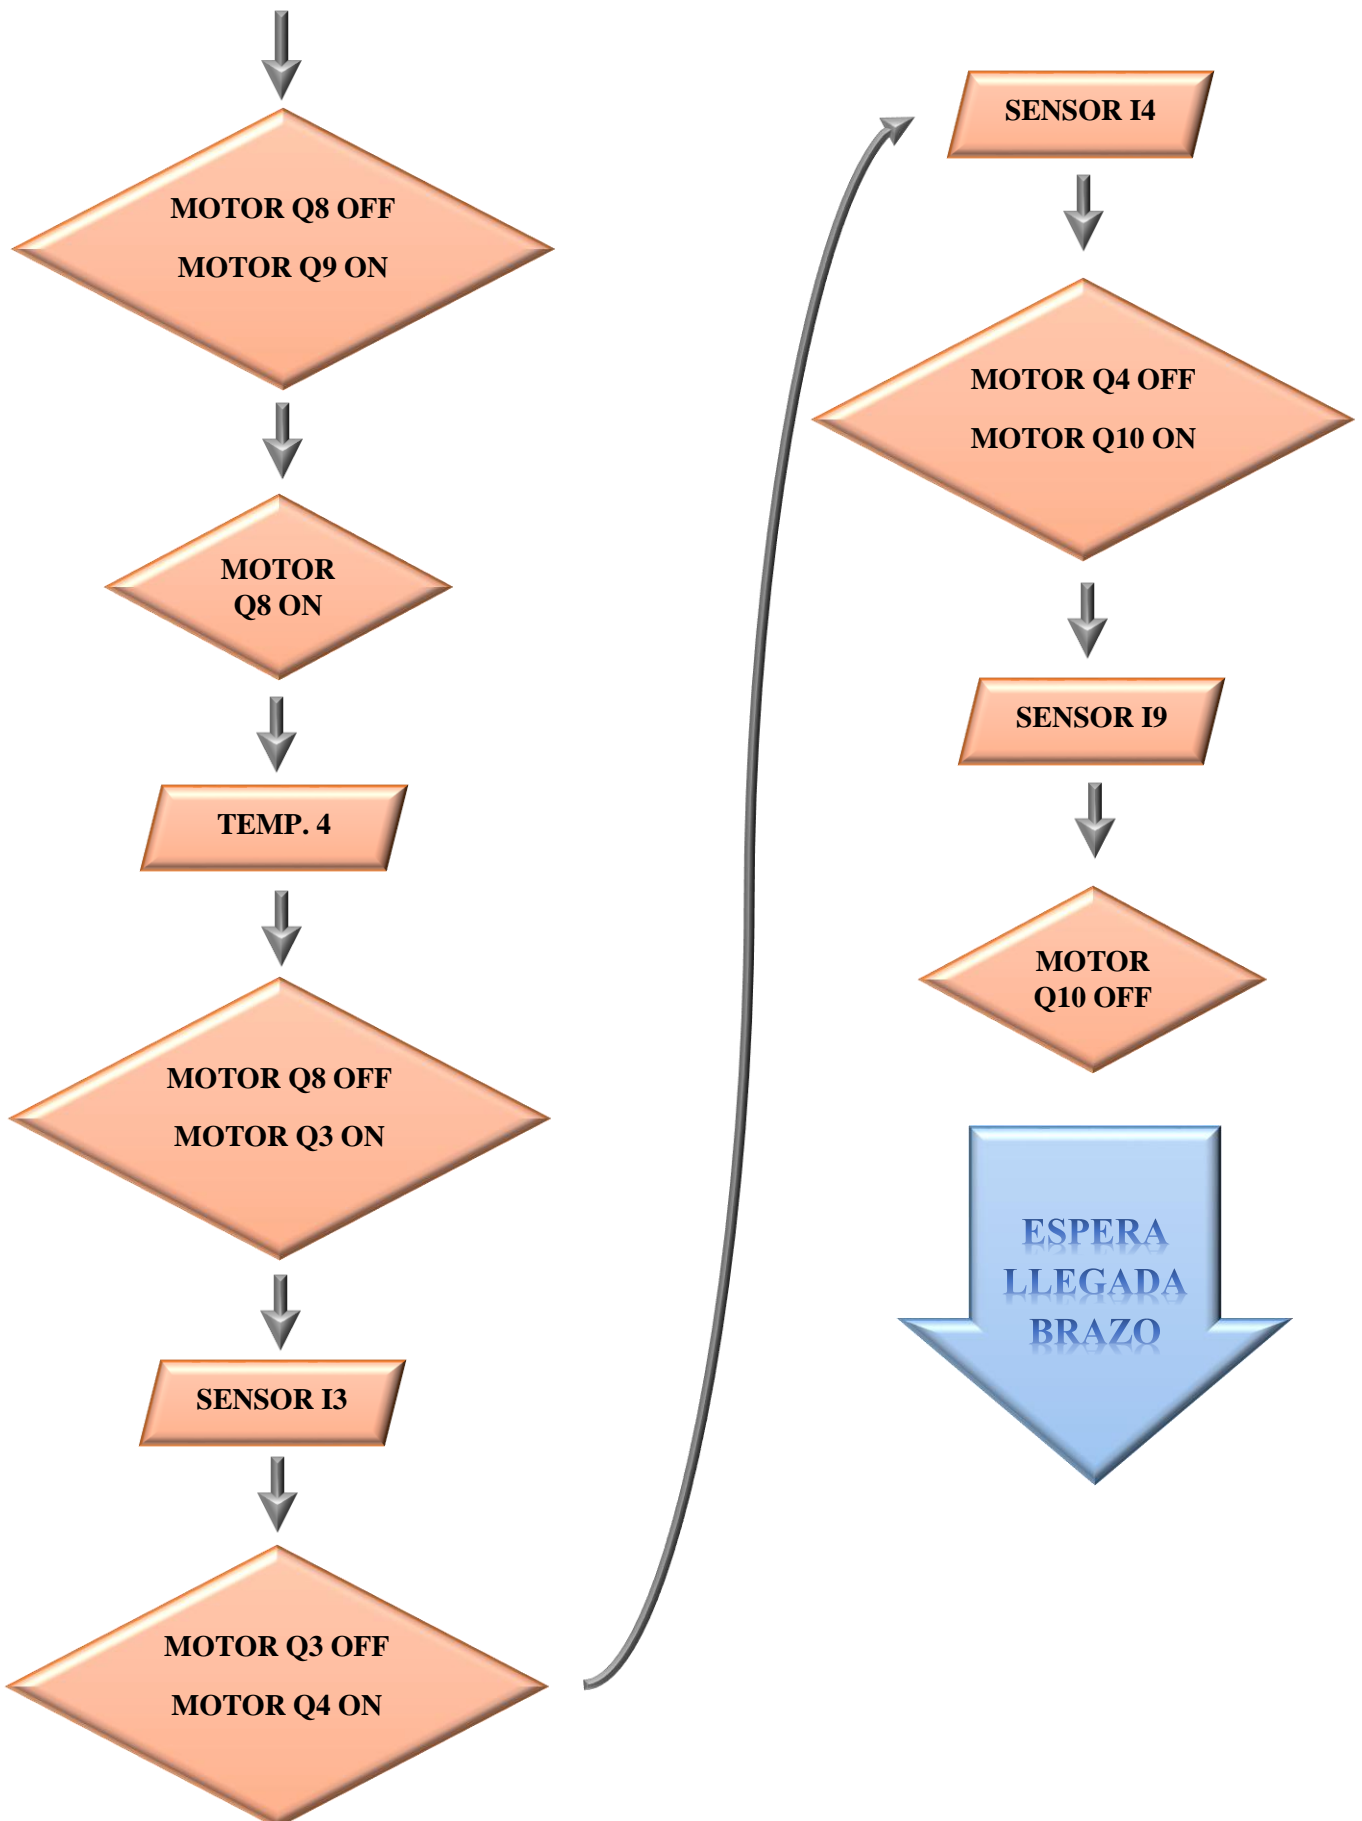 MOTOR Q8 OFF
MOTOR Q9 ON
MOTOR
Q8 ON
TEMP. 4
MOTOR Q8 OFF
MOTOR Q3 ON
SENSOR I3
MOTOR Q3 OFF
MOTOR Q4 ON
SENSOR I4
MOTOR Q4 OFF
MOTOR Q10 ON
SENSOR I9
MOTOR
Q10 OFF
ESPERA
LLEGADA
BRAZO